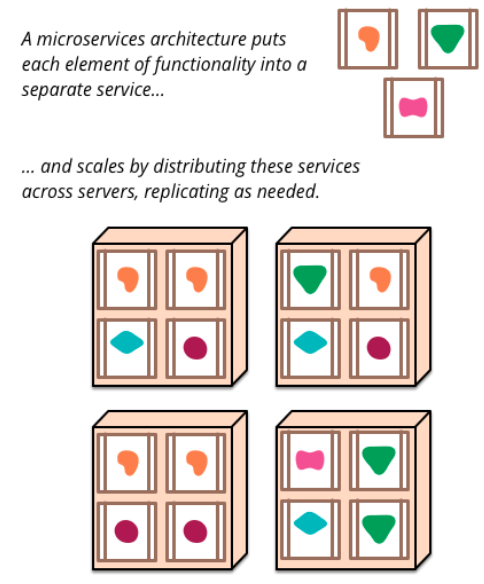 A microservices architecture puts
each element of functionality into a
separate service...
... and scales by distributing these services
across servers, replicating as needed.